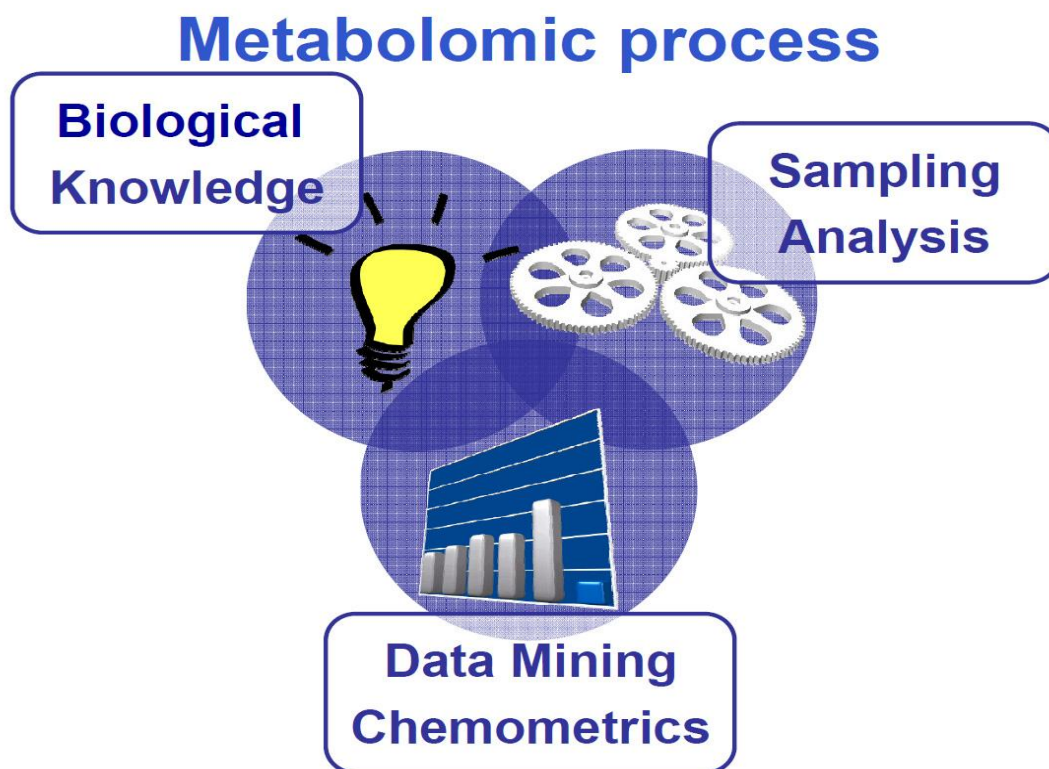 Metabolomic process
Biological
Knowledge
Sampling
Analysis
Data Mining
Chemometrics